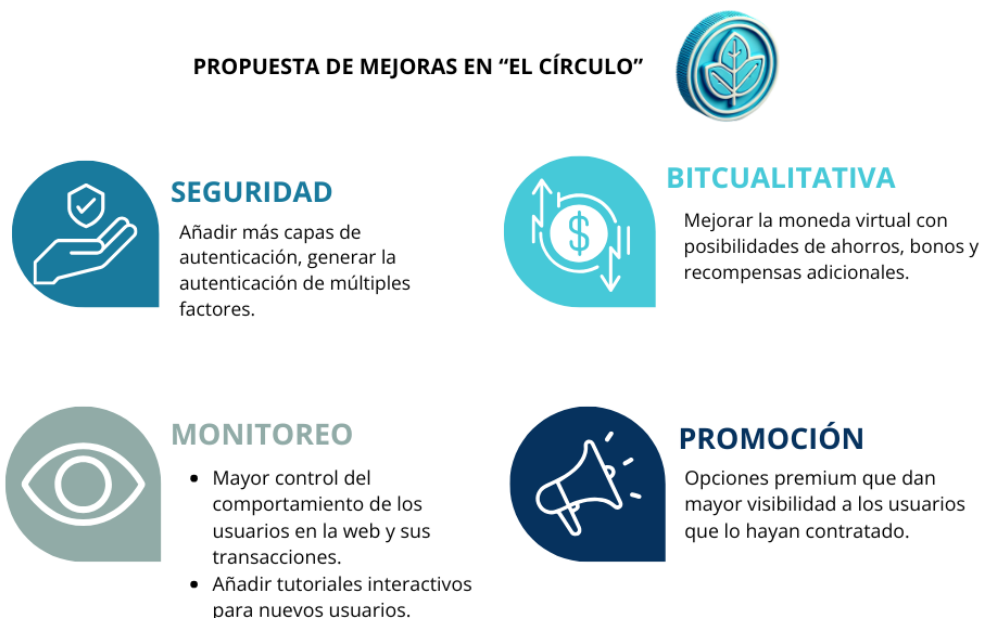 PROPUESTA DE MEJORAS EN “EL CÍRCULO”
SEGURIDAD
Añadir más capas de
autenticación, generar la
autenticación de múltiples
factores.
BITCUALITATIVA
Mejorar la moneda virtual con
posibilidades de ahorros, bonos y
recompensas adicionales.
$
MONITOREO
• Mayor control del
comportamiento de los
usuarios en la web y sus
transacciones.
• Añadir tutoriales interactivos
para nuevos usuarios.
PROMOCIÓN
Opciones premium que dan
mayor visibilidad a los usuarios
que lo hayan contratado.